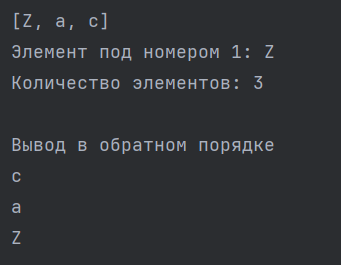 [Z, a, c]
Элемент под номером 1: Z
Количество элементов: 3

Вывод в обратном порядке
c
a
Z